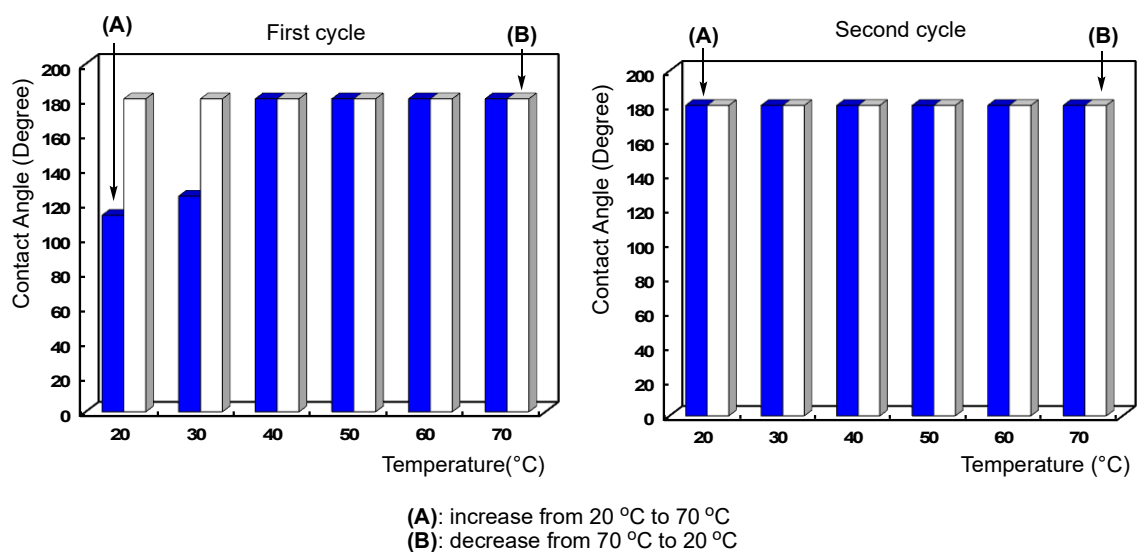 First cycle
(A)
(B)
Contact Angle (Degree)
200
180
160
140
120
100
80
60
40
20
0
20 30 40 50 60 70
Temperature(°C)
Second cycle
(A)
(B)
Contact Angle (Degree)
200
180
160
140
120
100
80
60
40
20
0
20 30 40 50 60 70
Temperature (°C)
(A): increase from 20 °C to 70 °C
(B): decrease from 70 °C to 20 °C